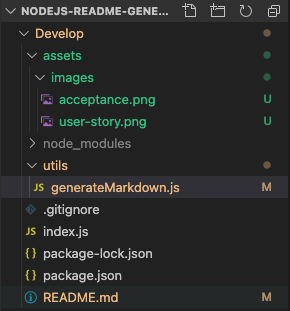 NODEJS-README-GENE...
Develop
assets
images
acceptance.png U
user-story.png U
node_modules
utils
JS generateMarkdown.js M
.gitignore
JS index.js
{} package-lock.json
{} package.json
README.md M